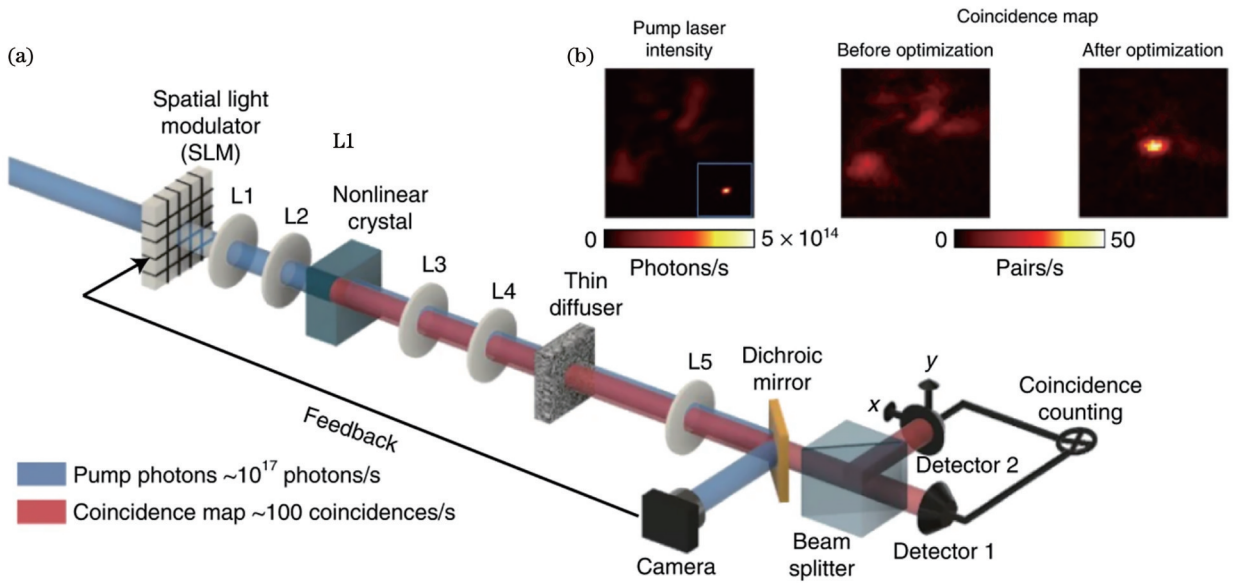 (a)
Spatial light
modulator
(SLM)
L1
L1
L2
Nonlinear
crystal
L3
L4
Thin
diffuser
L5
Dichroic
mirror
y
x
Coincidence
counting
Detector 2
Detector 1
Beam
splitter
Camera
Feedback
Pump photons ~10¹⁷ photons/s
Coincidence map ~100 coincidences/s
(b)
Pump laser
intensity
Coincidence map
Before optimization
After optimization
0
5 × 10¹⁴
Photons/s
0
50
Pairs/s